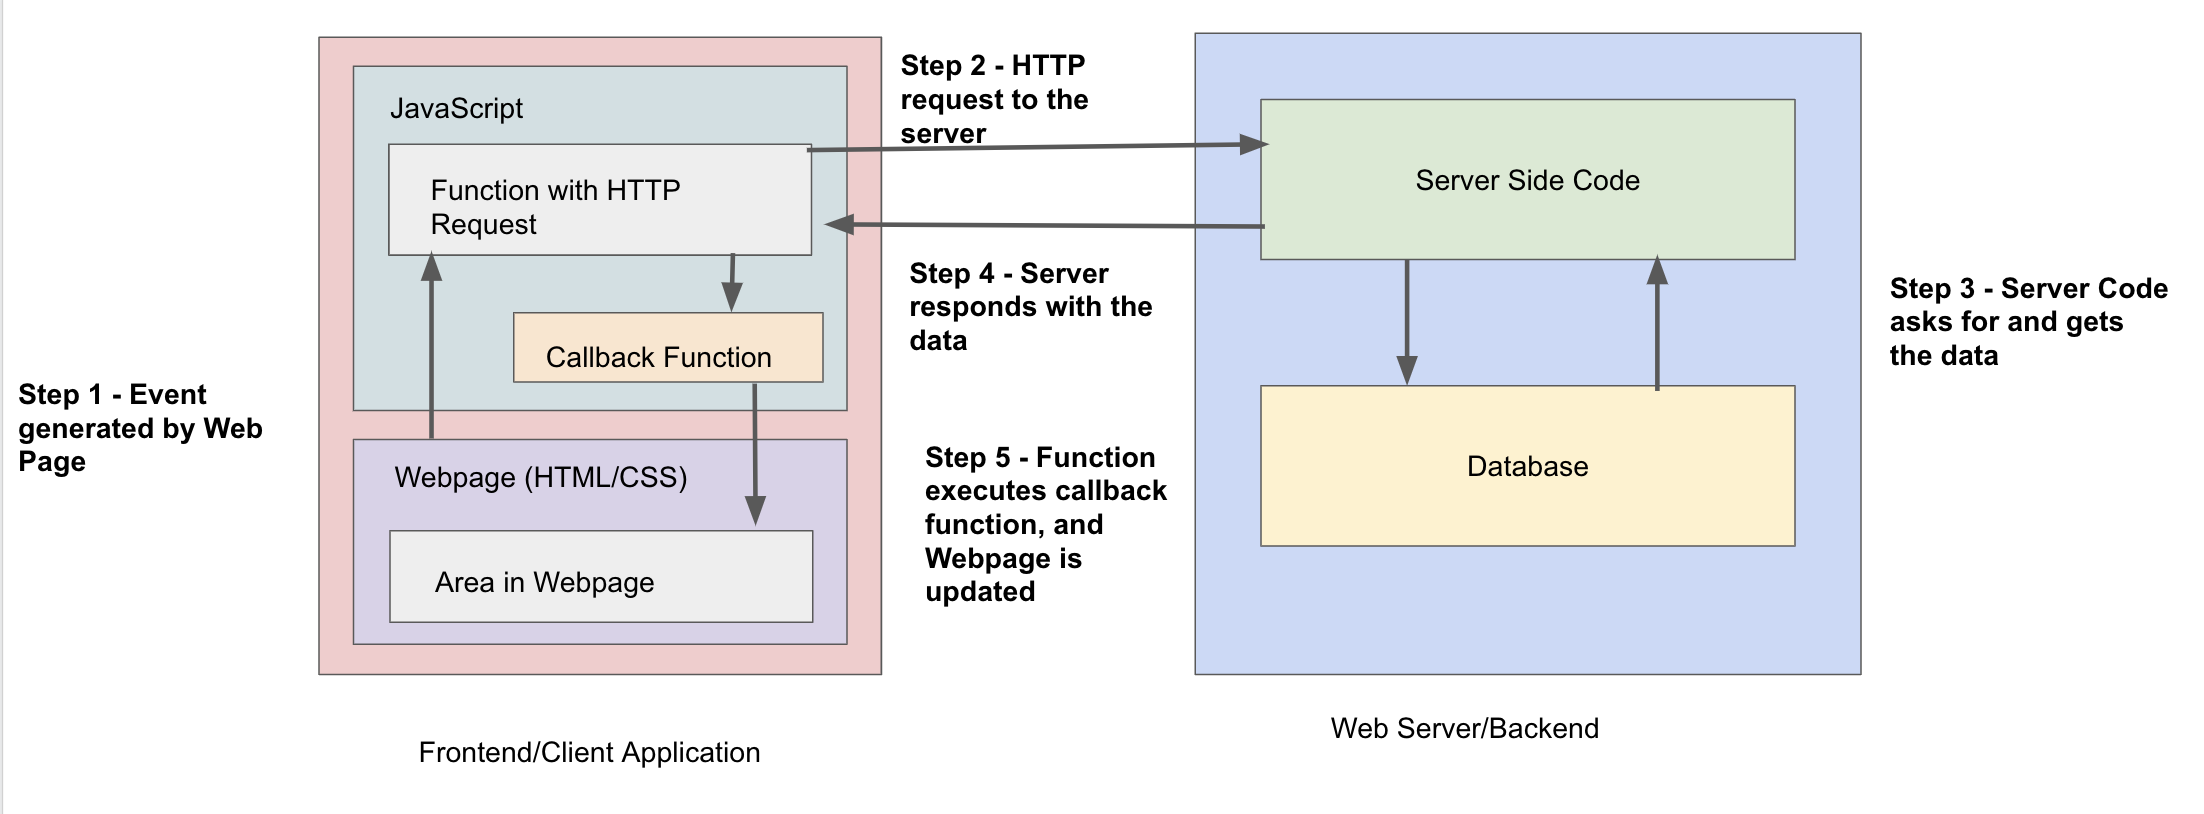 JavaScript
Function with HTTP
Request
Callback Function
Webpage (HTML/CSS)
Area in Webpage
Frontend/Client Application
Step 1 - Event
generated by Web
Page
Step 2 - HTTP
request to the
server
Step 4 - Server
responds with the
data
Step 5 - Function
executes callback
function, and
Webpage is
updated
Server Side Code
Database
Web Server/Backend
Step 3 - Server Code
asks for and gets
the data